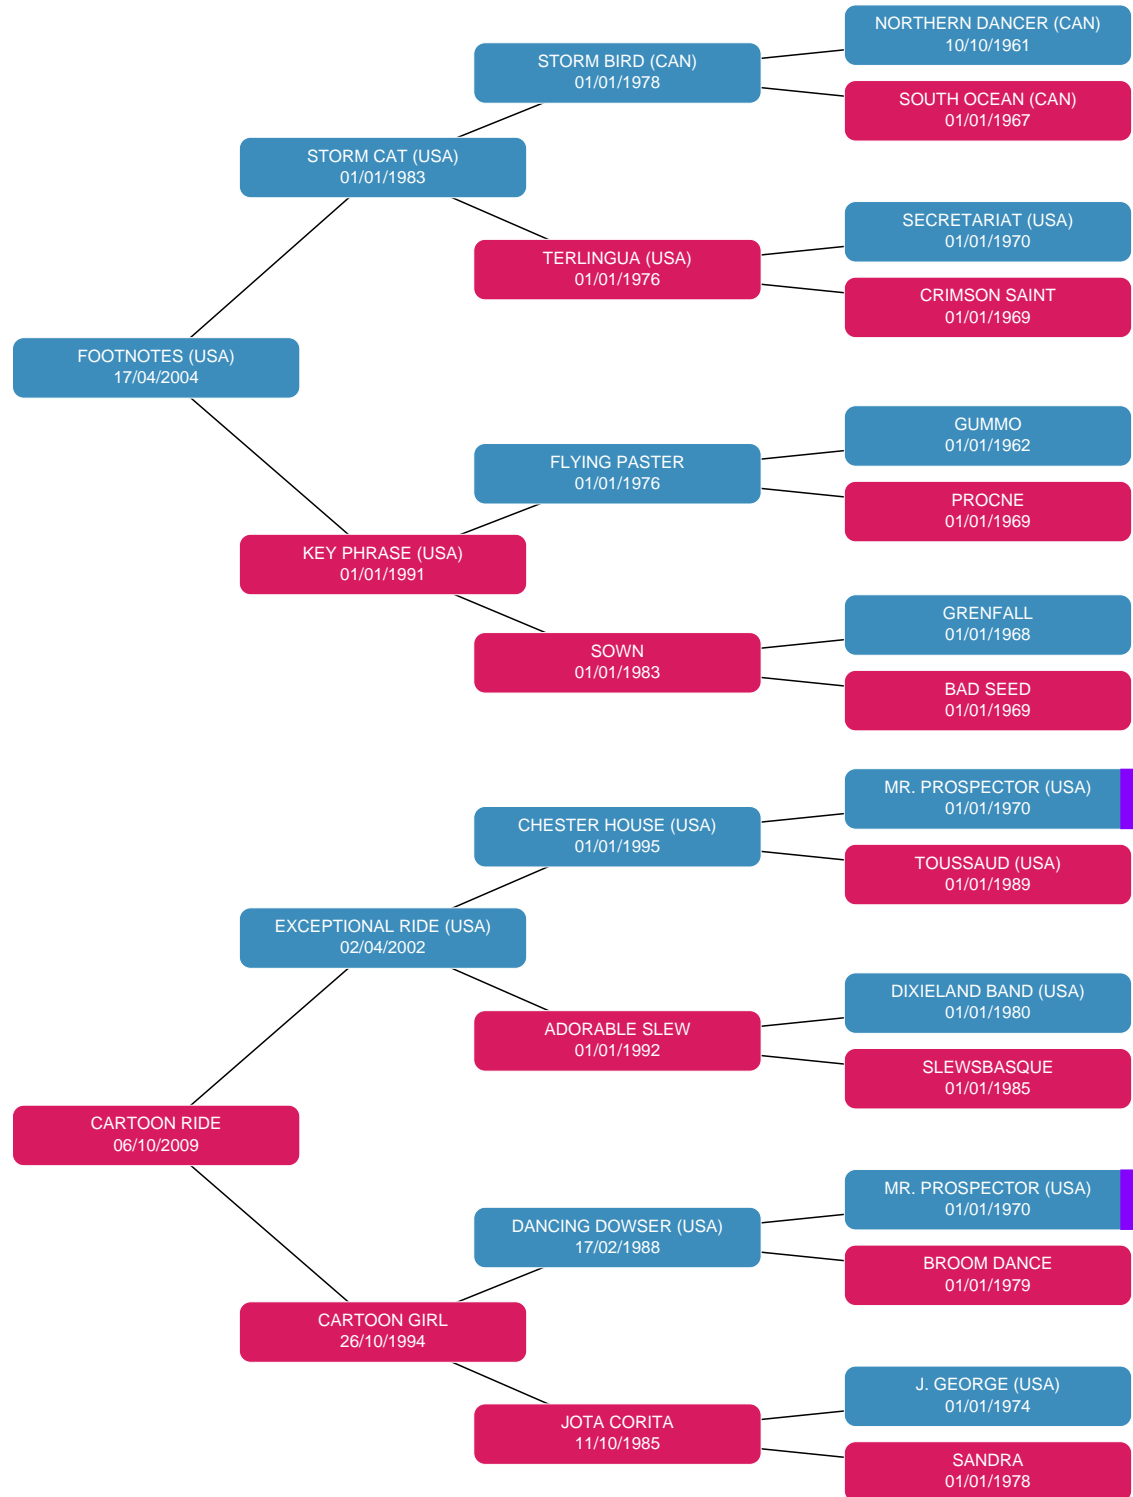 NORTHERN DANCER (CAN)
10/10/1961
STORM BIRD (CAN)
01/01/1978
SOUTH OCEAN (CAN)
01/01/1967
STORM CAT (USA)
01/01/1983
SECRETARIAT (USA)
01/01/1970
TERLINGUA (USA)
01/01/1976
CRIMSON SAINT
01/01/1969
FOOTNOTES (USA)
17/04/2004
GUMMO
01/01/1962
FLYING PASTER
01/01/1976
PROCNE
01/01/1969
KEY PHRASE (USA)
01/01/1991
GRENFALL
01/01/1968
SOWN
01/01/1983
BAD SEED
01/01/1969
MR. PROSPECTOR (USA)
01/01/1970
CHESTER HOUSE (USA)
01/01/1995
TOUSSAUD (USA)
01/01/1989
EXCEPTIONAL RIDE (USA)
02/04/2002
DIXIELAND BAND (USA)
01/01/1980
ADORABLE SLEW
01/01/1992
SLEWSBASQUE
01/01/1985
CARTOON RIDE
06/10/2009
MR. PROSPECTOR (USA)
01/01/1970
DANCING DOWSER (USA)
17/02/1988
BROOM DANCE
01/01/1979
CARTOON GIRL
26/10/1994
J. GEORGE (USA)
01/01/1974
JOTA CORITA
11/10/1985
SANDRA
01/01/1978